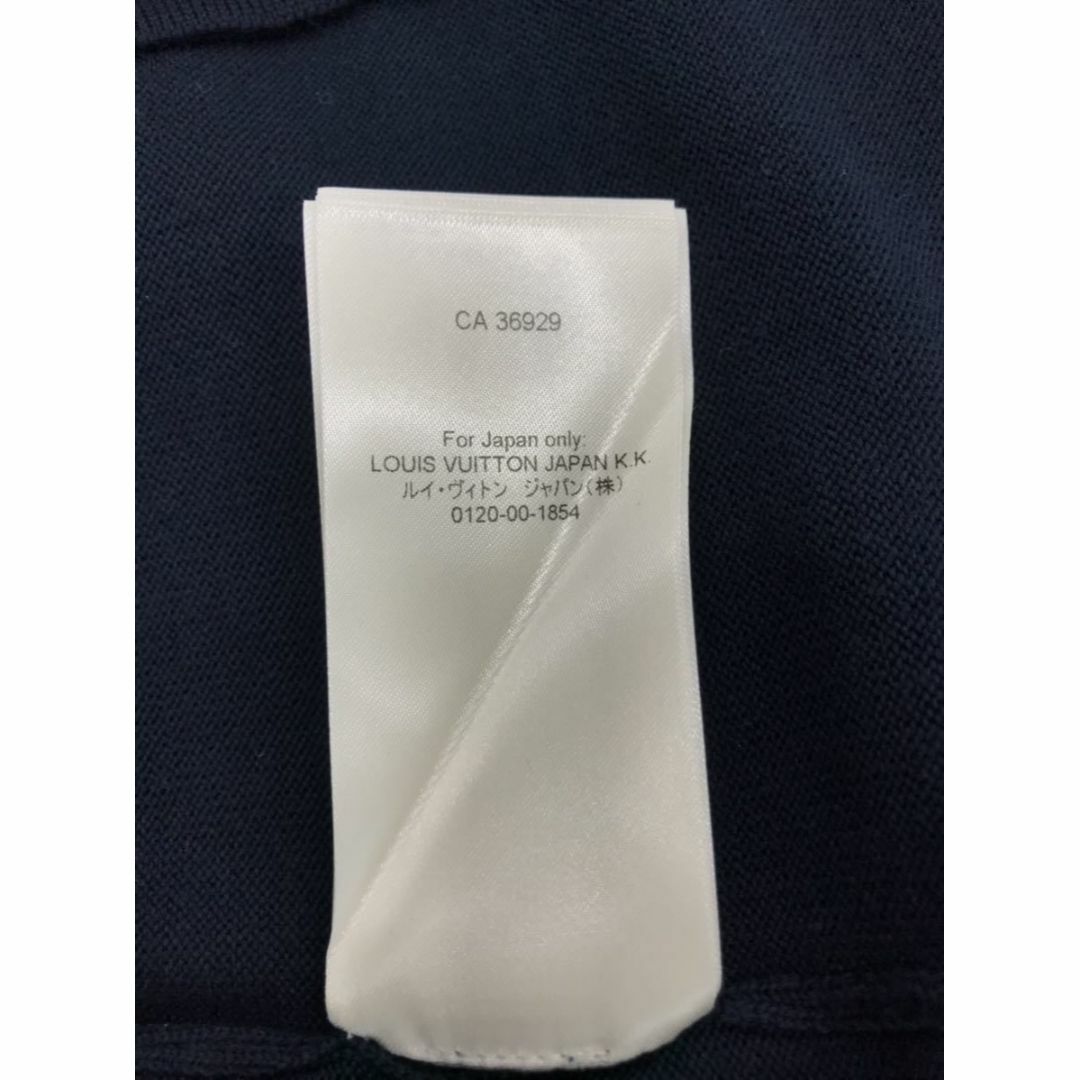 CA 36929
For Japan only:
LOUIS VUITTON JAPAN K.K.
ルイ・ヴィトン　ジャパン(株)
0120-00-1854